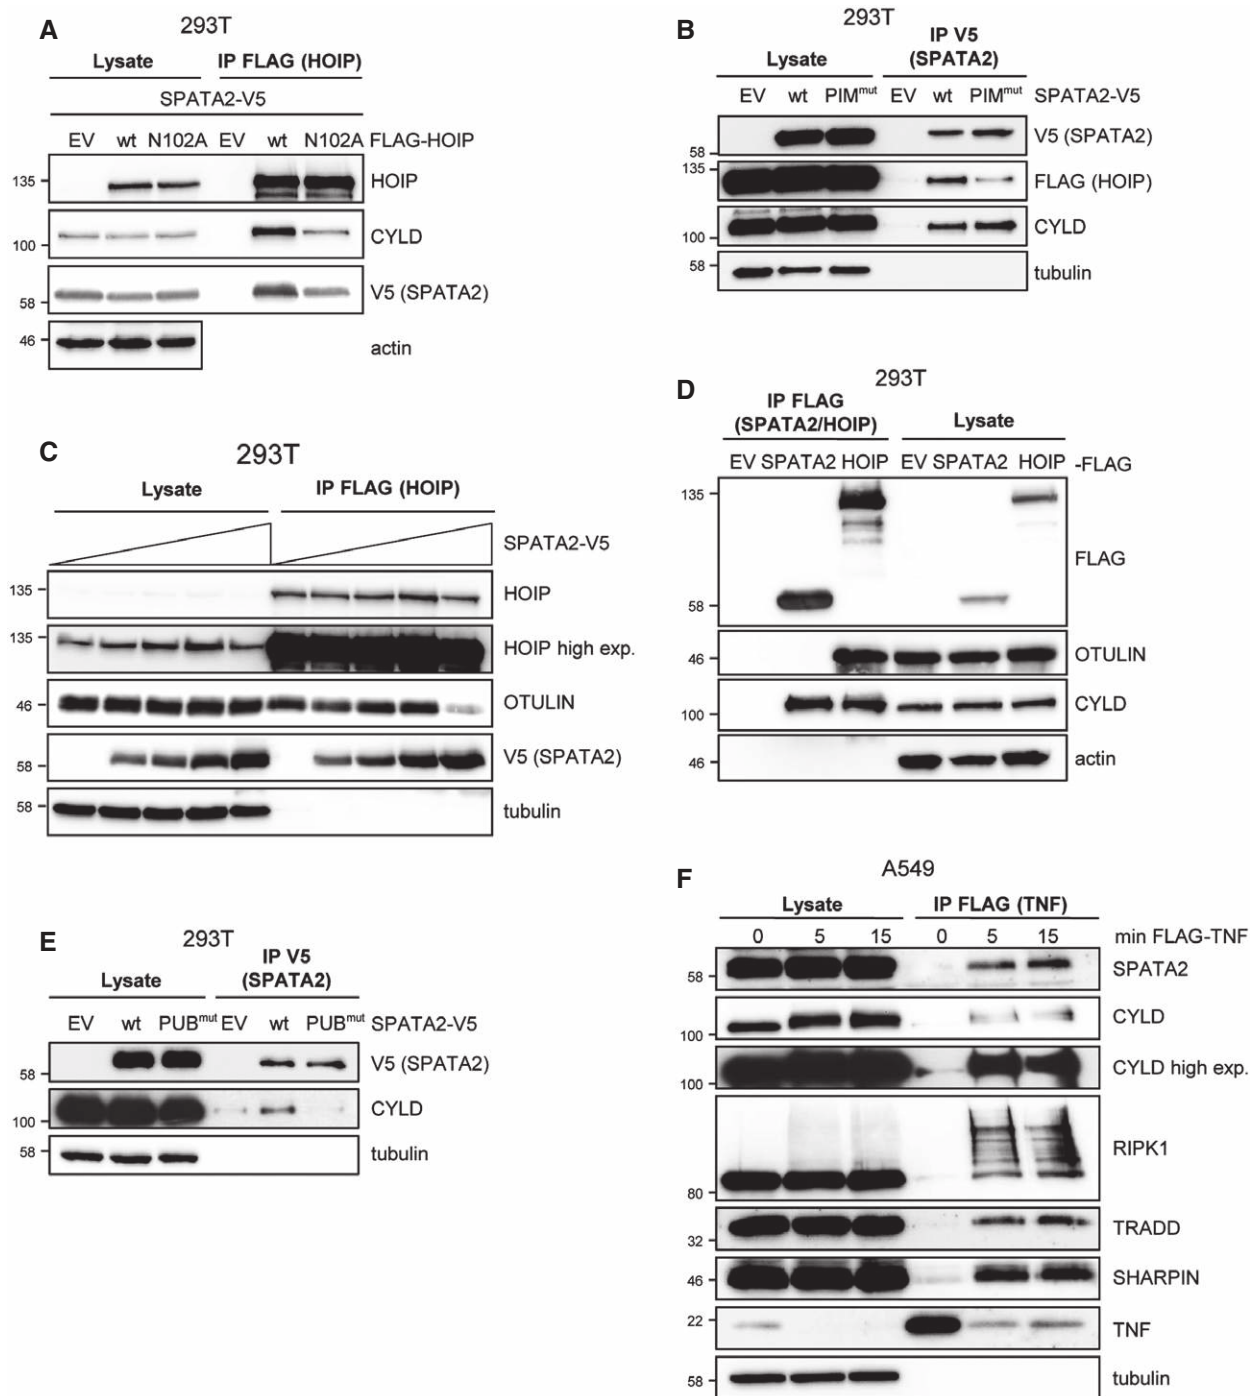 A
293T
Lysate IP FLAG (HOIP)
SPATA2-V5
EV wt N102A EV wt N102A FLAG-HOIP
135 HOIP
100 CYLD
58 V5 (SPATA2)
46 actin
B
293T
Lysate IP V5 (SPATA2)
EV wt PIMmut EV wt PIMmut SPATA2-V5
58 V5 (SPATA2)
135 FLAG (HOIP)
100 CYLD
58 tubulin
C
293T
Lysate IP FLAG (HOIP)
SPATA2-V5
135 HOIP
135 HOIP high exp.
46 OTULIN
58 V5 (SPATA2)
58 tubulin
D
293T
IP FLAG (SPATA2/HOIP) Lysate
EV SPATA2 HOIP EV SPATA2 HOIP -FLAG
135
FLAG
58
46 OTULIN
100 CYLD
46 actin
E
293T
Lysate IP V5 (SPATA2)
EV wt PUBmut EV wt PUBmut SPATA2-V5
58 V5 (SPATA2)
100 CYLD
58 tubulin
F
A549
Lysate IP FLAG (TNF)
0 5 15 0 5 15 min FLAG-TNF
58 SPATA2
100 CYLD
100 CYLD high exp.
RIPK1
80
32 TRADD
46 SHARPIN
22 TNF
58 tubulin